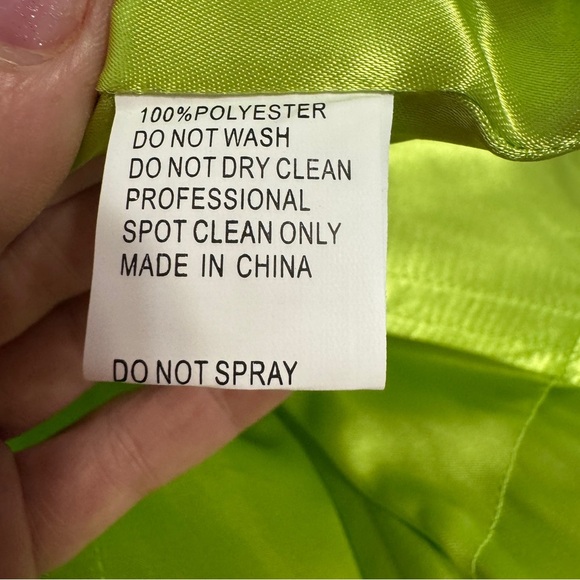 100%POLYESTER
DO NOT WASH
DO NOT DRY CLEAN
PROFESSIONAL
SPOT CLEAN ONLY
MADE IN CHINA
DO NOT SPRAY